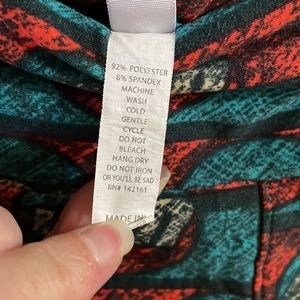 92% POLYESTER
8% SPANDEX
MACHINE
WASH
COLD
GENTLE
CYCLE
DO NOT
BLEACH
HANG DRY
DO NOT IRON
OR YOU'LL BE SAD
RN# 142161
MADE IN